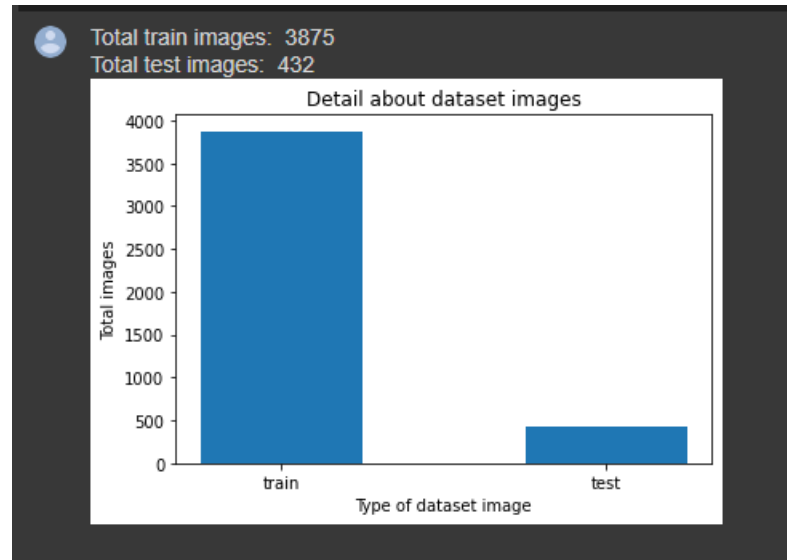 Total train images:  3875
Total test images:  432
Detail about dataset images
4000
3500
3000
2500
2000
1500
1000
500
0
Total images
train test
Type of dataset image